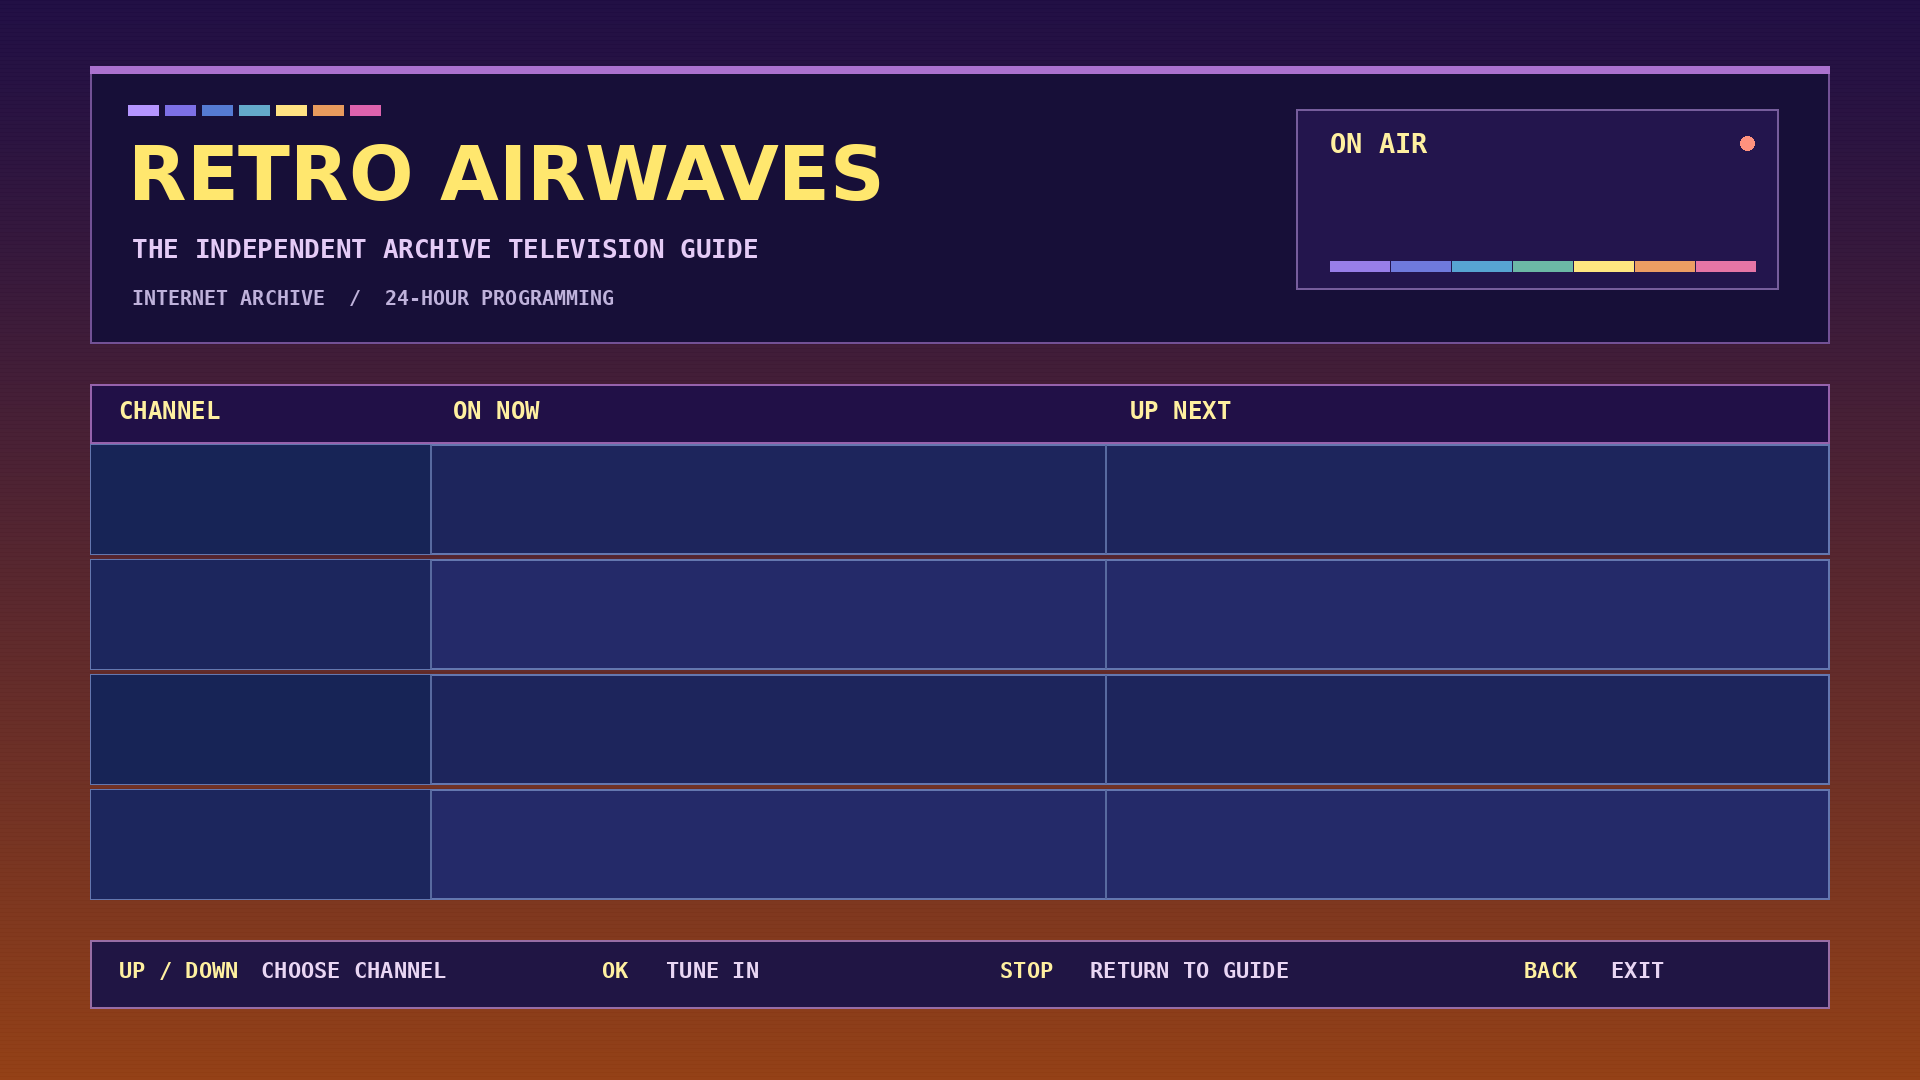 RETRO AIRWAVES
THE INDEPENDENT ARCHIVE TELEVISION GUIDE
INTERNET ARCHIVE / 24-HOUR PROGRAMMING
ON AIR
CHANNEL ON NOW UP NEXT
UP / DOWN CHOOSE CHANNEL OK TUNE IN STOP RETURN TO GUIDE BACK EXIT